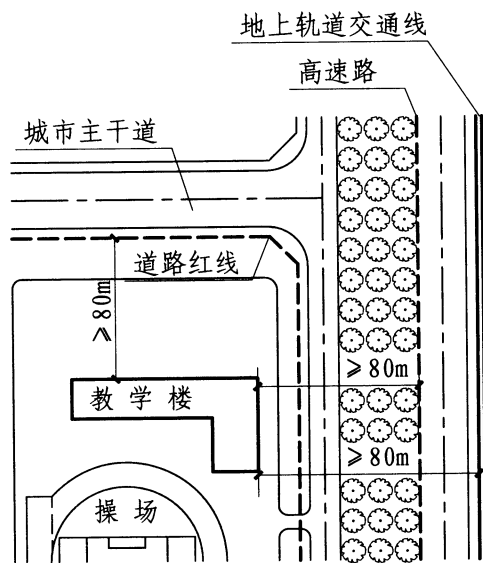 地上轨道交通线
高速路
城市主干道
道路红线
≥80m
≥80m
教学楼
≥80m
操场